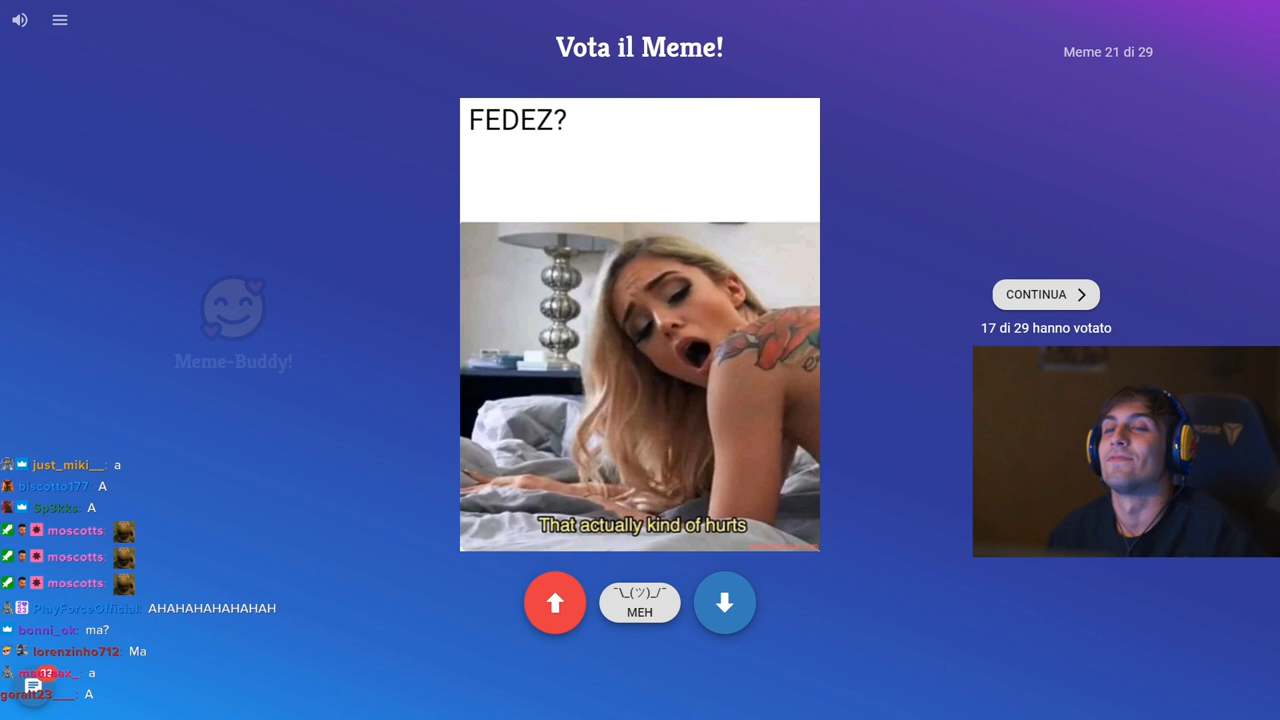 Vota il Meme!
Meme 21 di 29
FEDEZ?
That actually kind of hurts
Meme-Buddy!
CONTINUA
17 di 29 hanno votato
just_miki__: a
biscotto177: A
Sp3kks: A
moscotts:
moscotts:
moscotts:
PlayForceOfficial: AHAHAHAHAHAHAH
bonni_ok: ma?
lorenzinho712: Ma
a
geralt23___: A
¯\_(ツ)_/¯
MEH